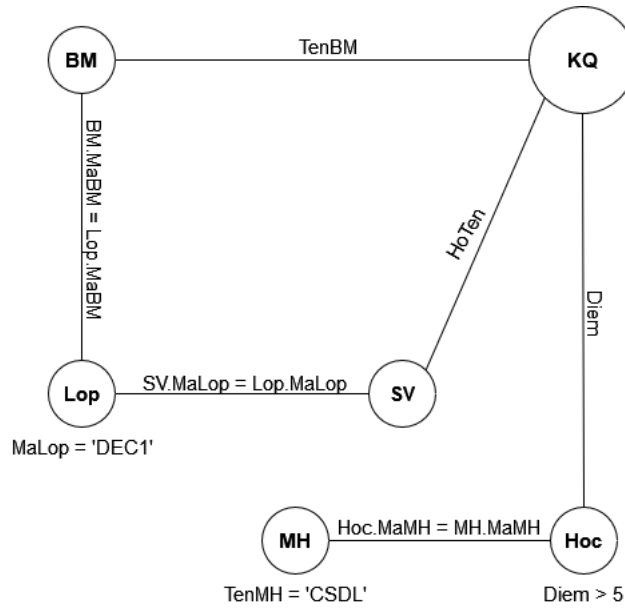 BM
TenBM
KQ
BM.MaBM = Lop.MaBM
HoTen
Diem
Lop
SV.MaLop = Lop.MaLop
SV
MaLop = 'DEC1'
MH
Hoc.MaMH = MH.MaMH
Hoc
TenMH = 'CSDL'
Diem > 5